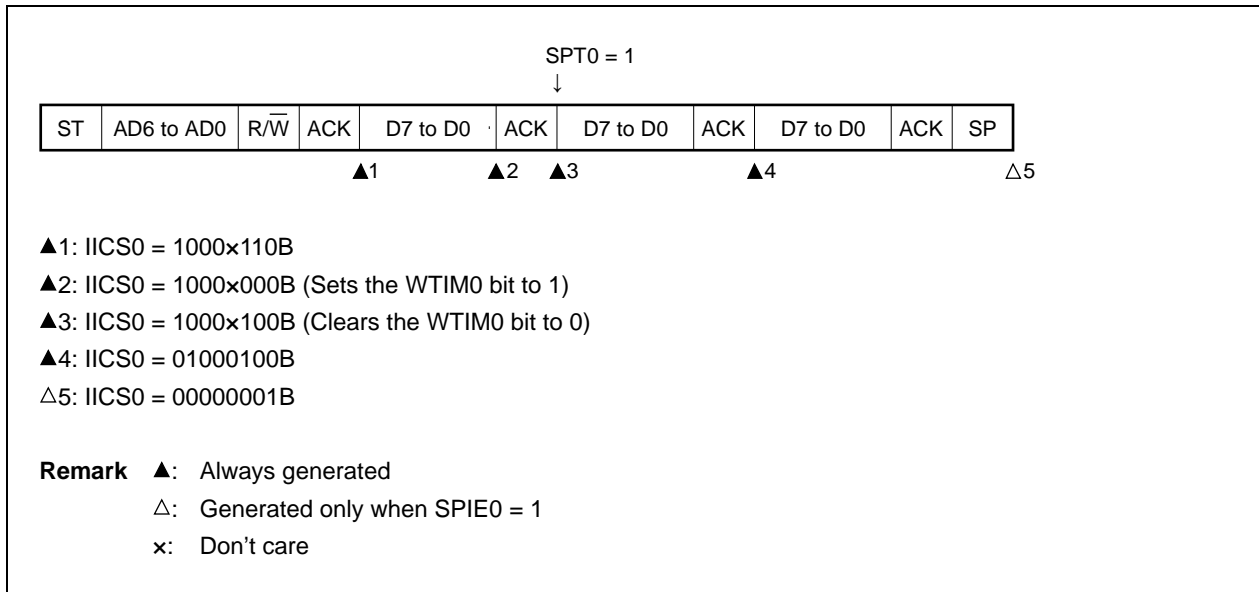 SPT0 = 1
↓
ST AD6 to AD0 R/W̅ ACK D7 to D0 ACK D7 to D0 ACK D7 to D0 ACK SP
▲1 ▲2 ▲3 ▲4 △5
▲1: IICS0 = 1000×110B
▲2: IICS0 = 1000×000B (Sets the WTIM0 bit to 1)
▲3: IICS0 = 1000×100B (Clears the WTIM0 bit to 0)
▲4: IICS0 = 01000100B
△5: IICS0 = 00000001B
Remark ▲: Always generated
△: Generated only when SPIE0 = 1
×: Don't care